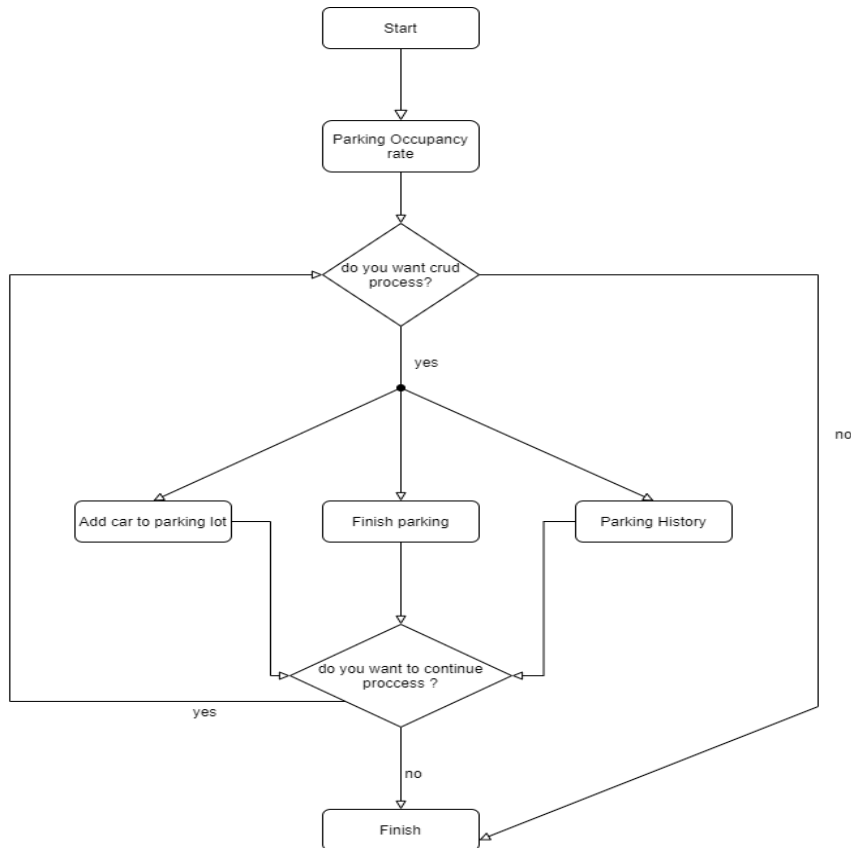 Start
Parking Occupancy
rate
do you want crud
process?
yes
no
Add car to parking lot
Finish parking
Parking History
do you want to continue
proccess ?
yes
no
Finish